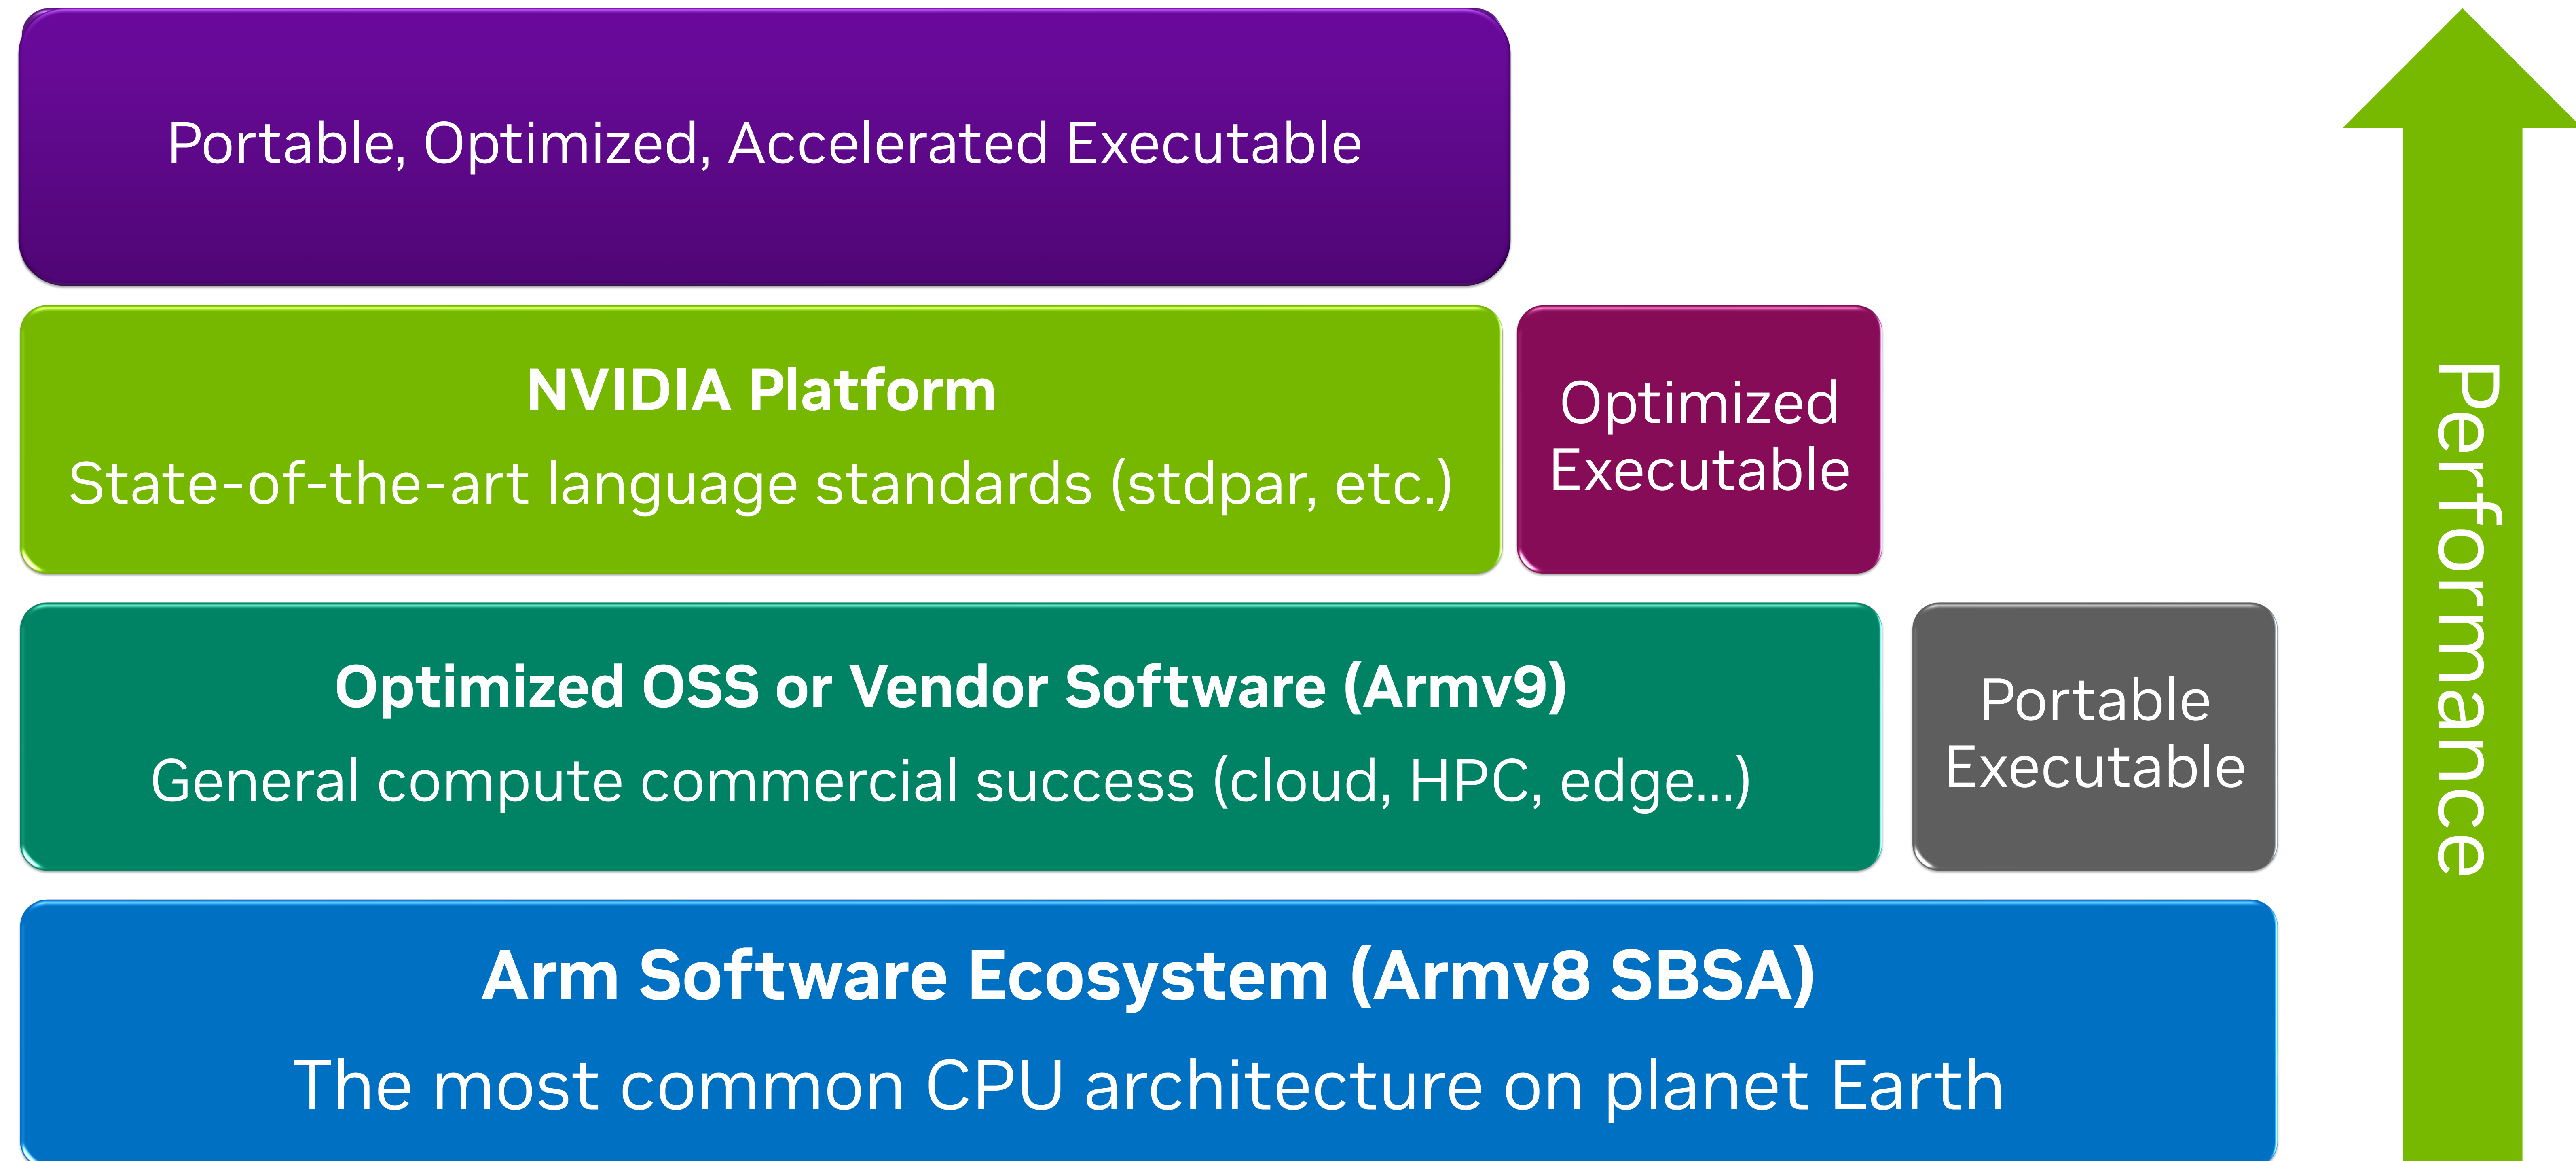 Portable, Optimized, Accelerated Executable
NVIDIA Platform
State-of-the-art language standards (stdpar, etc.)
Optimized
Executable
Optimized OSS or Vendor Software (Armv9)
General compute commercial success (cloud, HPC, edge...)
Portable
Executable
Arm Software Ecosystem (Armv8 SBSA)
The most common CPU architecture on planet Earth
Performance